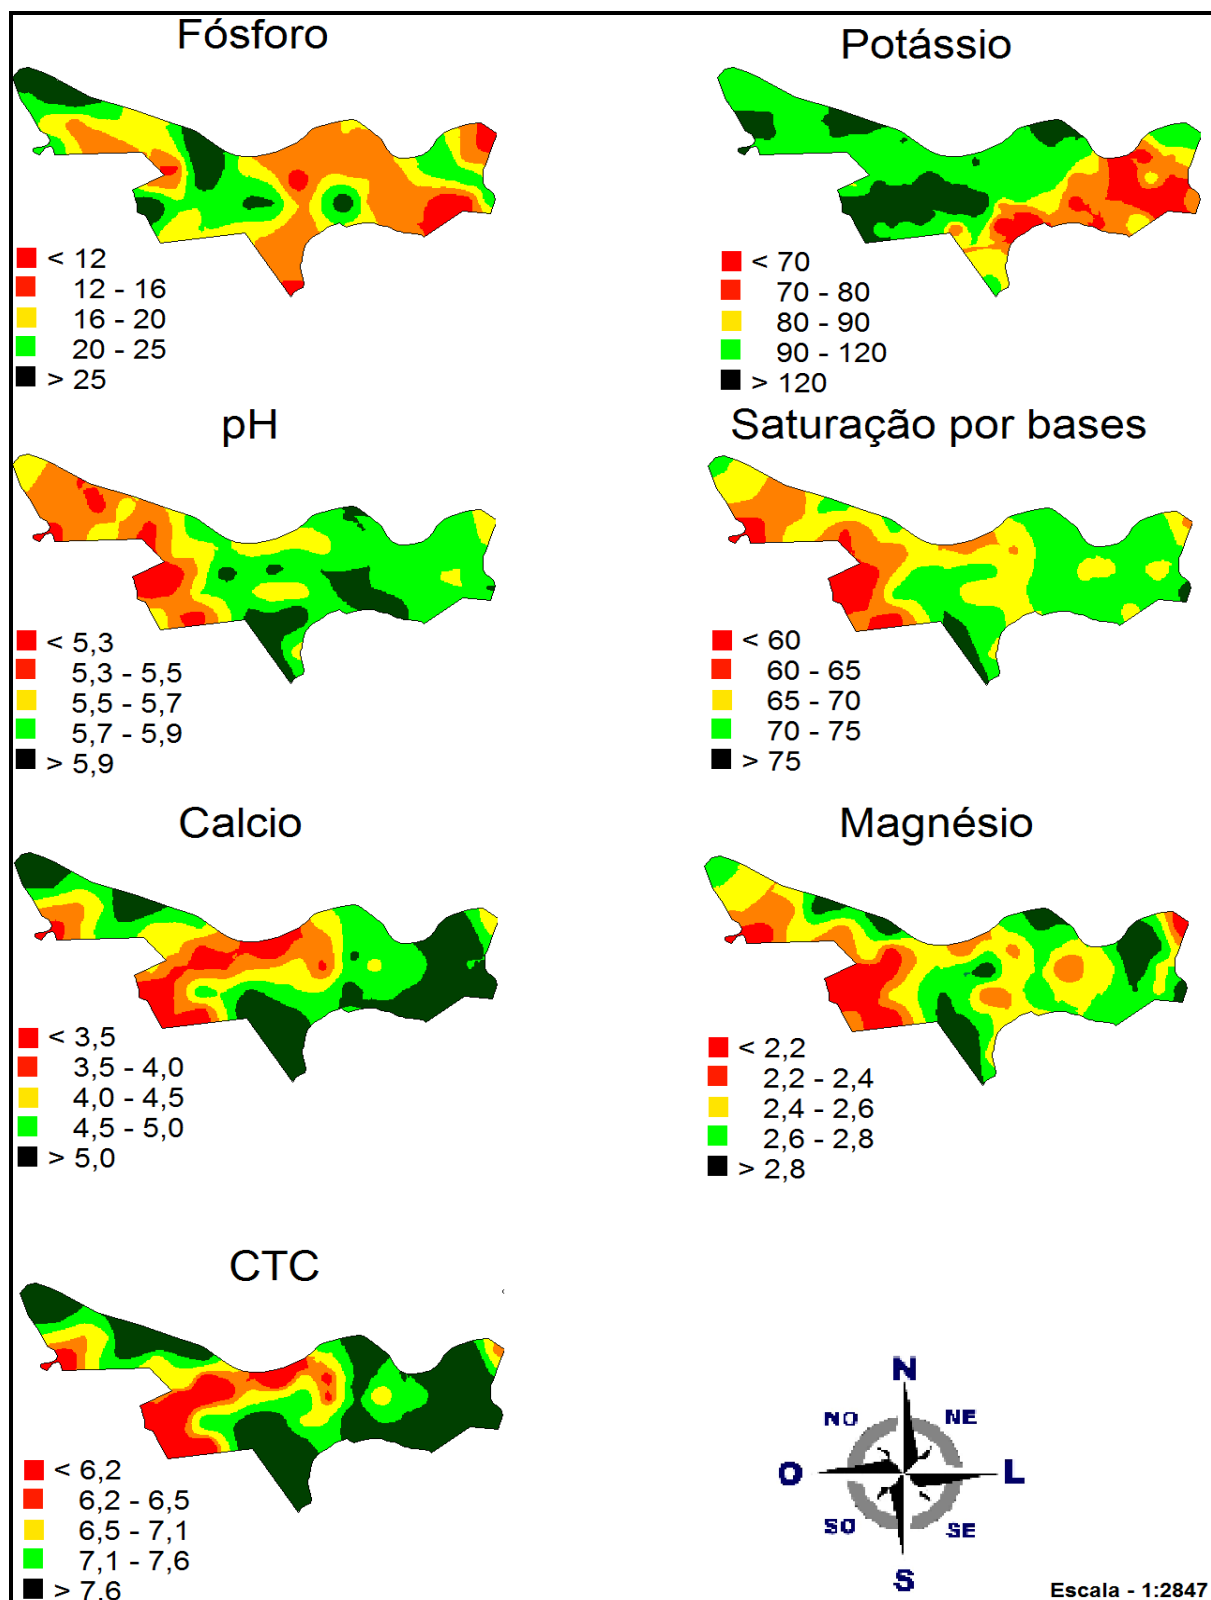 Fósforo
< 12
12 - 16
16 - 20
20 - 25
> 25
Potássio
< 70
70 - 80
80 - 90
90 - 120
> 120
pH
< 5,3
5,3 - 5,5
5,5 - 5,7
5,7 - 5,9
> 5,9
Saturação por bases
< 60
60 - 65
65 - 70
70 - 75
> 75
Calcio
< 3,5
3,5 - 4,0
4,0 - 4,5
4,5 - 5,0
> 5,0
Magnésio
< 2,2
2,2 - 2,4
2,4 - 2,6
2,6 - 2,8
> 2,8
CTC
< 6,2
6,2 - 6,5
6,5 - 7,1
7,1 - 7,6
> 7,6
N
NO NE
O L
SO SE
S
Escala - 1:2847